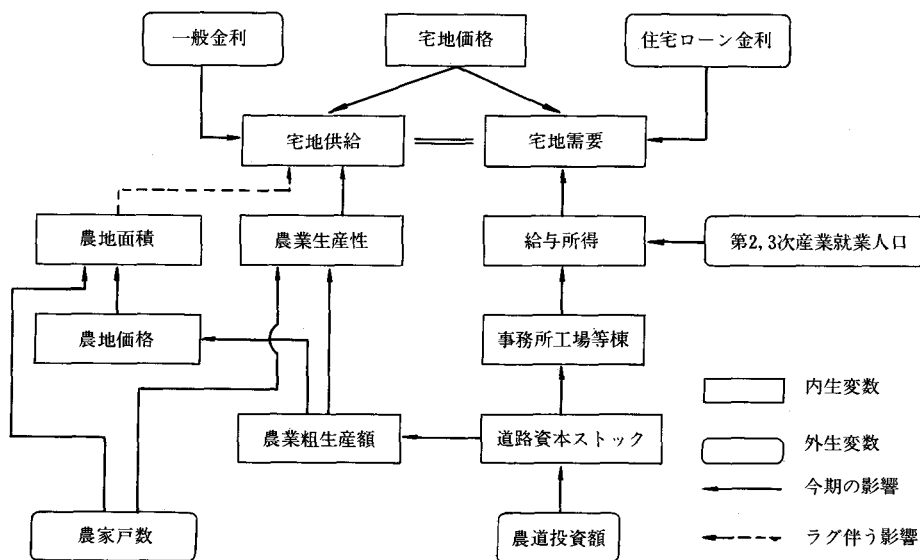 一般金利
宅地価格
住宅ローン金利
宅地供給
宅地需要
農地面積
農業生産性
給与所得
第2,3次産業就業人口
農地価格
事務所工場等棟
内生変数
農業粗生産額
道路資本ストック
外生変数
今期の影響
農家戸数
農道投資額
ラグ伴う影響